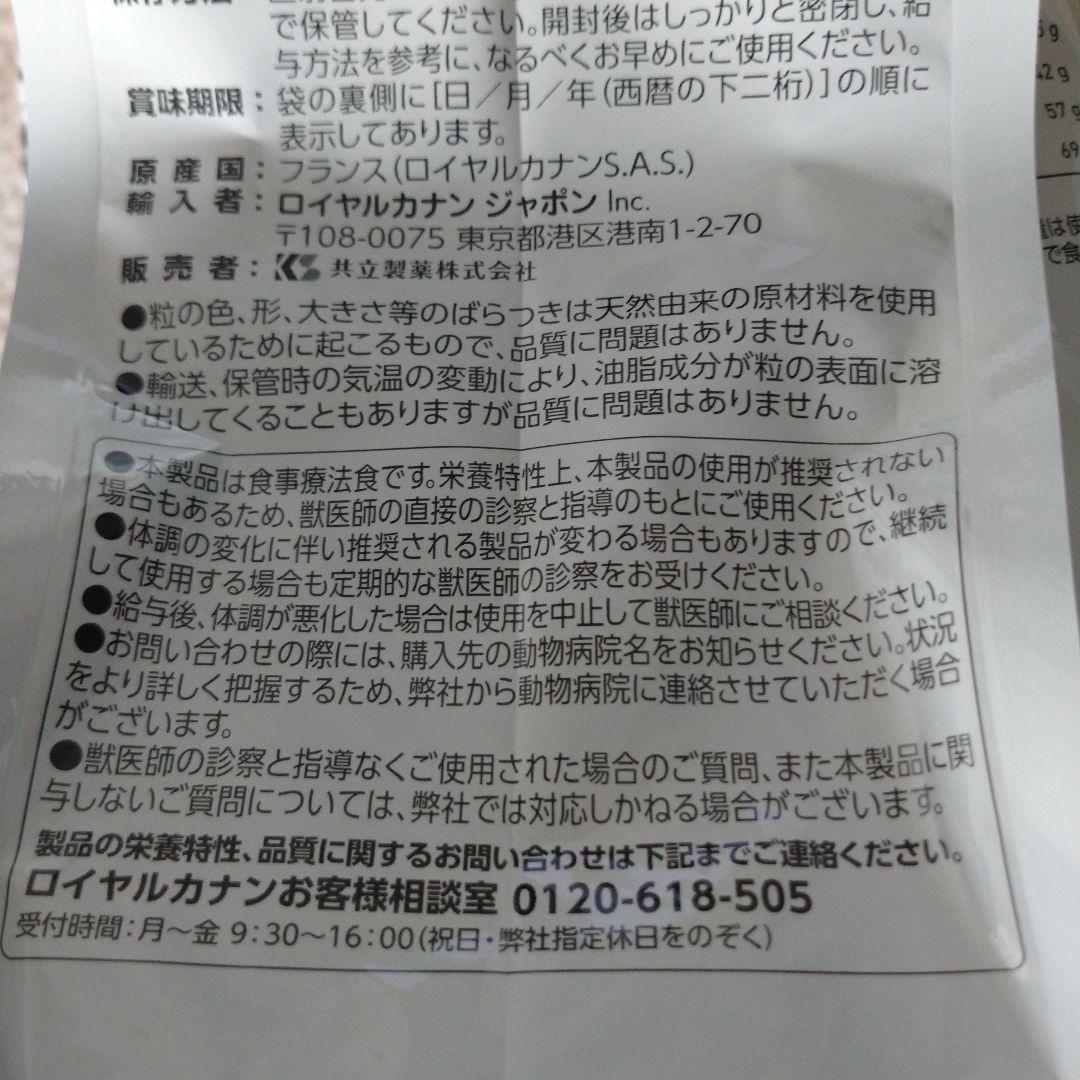 保存方法：
で保管してください。開封後はしっかりと密閉し、給
与方法を参考に、なるべくお早めにご使用ください。
賞味期限：袋の裏側に[日／月／年(西暦の下二桁)]の順に
表示してあります。
原産国：フランス(ロイヤルカナンS.A.S.)
輸入者：ロイヤルカナン ジャポン Inc.
〒108-0075 東京都港区港南1-2-70
販売者：KS 共立製薬株式会社
●粒の色、形、大きさ等のばらつきは天然由来の原材料を使用
しているために起こるもので、品質に問題はありません。
●輸送、保管時の気温の変動により、油脂成分が粒の表面に溶
け出してくることもありますが品質に問題はありません。
●本製品は食事療法食です。栄養特性上、本製品の使用が推奨されない
場合もあるため、獣医師の直接の診察と指導のもとにご使用ください。
●体調の変化に伴い推奨される製品が変わる場合もありますので、継続
して使用する場合も定期的な獣医師の診察をお受けください。
●給与後、体調が悪化した場合は使用を中止して獣医師にご相談ください。
●お問い合わせの際には、購入先の動物病院名をお知らせください。状況
をより詳しく把握するため、弊社から動物病院に連絡させていただく場合
がございます。
●獣医師の診察と指導なくご使用された場合のご質問、また本製品に関
与しないご質問については、弊社では対応しかねる場合がございます。
製品の栄養特性、品質に関するお問い合わせは下記までご連絡ください。
ロイヤルカナンお客様相談室 0120-618-505
受付時間：月～金 9：30～16：00(祝日・弊社指定休日をのぞく)
g
2g
57g
69
は使
で食